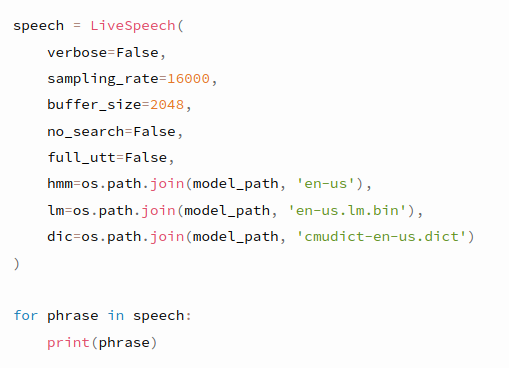 speech = LiveSpeech(
    verbose=False,
    sampling_rate=16000,
    buffer_size=2048,
    no_search=False,
    full_utt=False,
    hmm=os.path.join(model_path, 'en-us'),
    lm=os.path.join(model_path, 'en-us.lm.bin'),
    dic=os.path.join(model_path, 'cmudict-en-us.dict')
)

for phrase in speech:
    print(phrase)